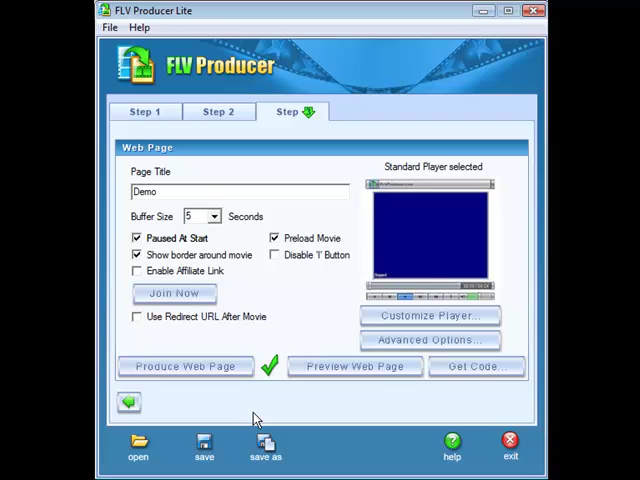 FLV Producer Lite
File Help
FLV Producer
Step 1 Step 2 Step 3
Web Page
Page Title
Demo
Buffer Size 5 Seconds
Paused At Start
Show border around movie
Enable Affiliate Link
Join Now
Use Redirect URL After Movie
Preload Movie
Disable 'I' Button
Standard Player selected
Customize Player...
Advanced Options...
Produce Web Page Preview Web Page Get Code...
open save save as help exit